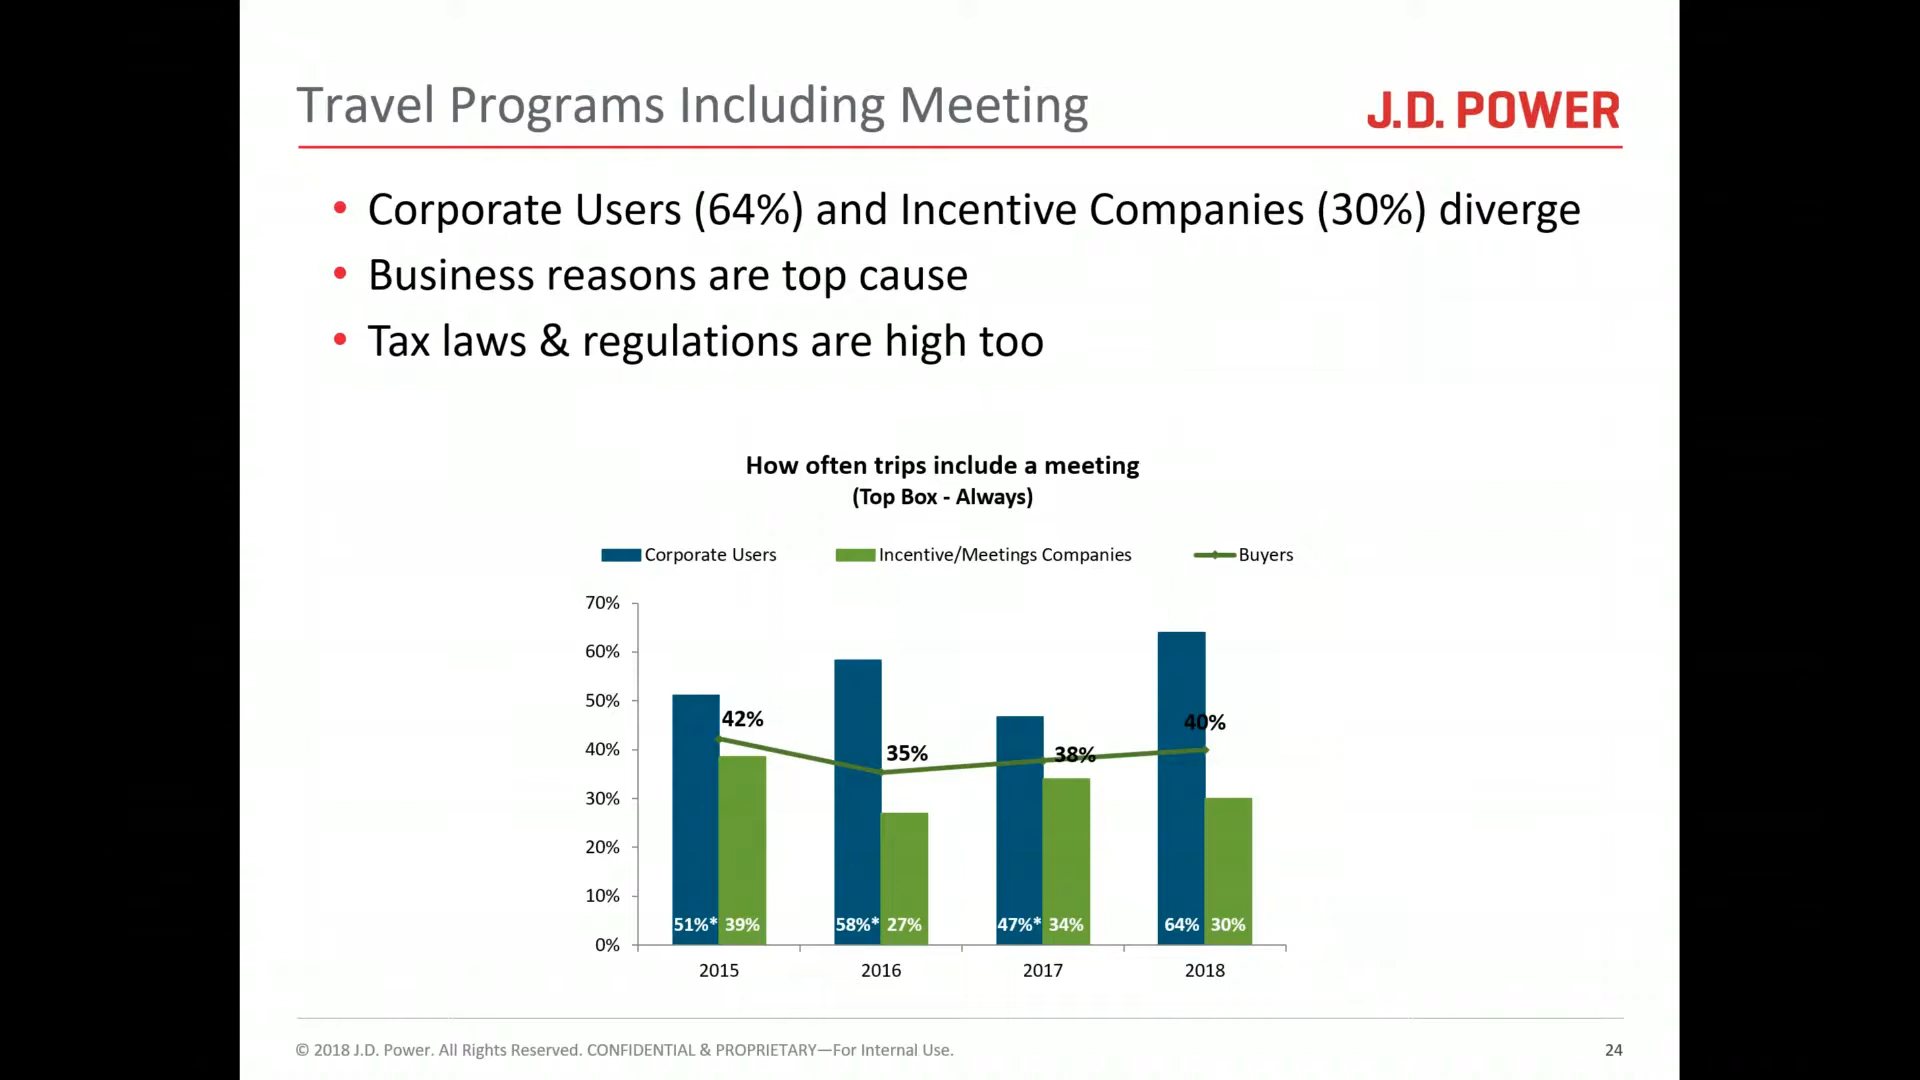 Travel Programs Including Meeting
J.D. POWER
• Corporate Users (64%) and Incentive Companies (30%) diverge
• Business reasons are top cause
• Tax laws & regulations are high too
How often trips include a meeting
(Top Box - Always)
Corporate Users Incentive/Meetings Companies Buyers
70%
60%
50%
40%
30%
20%
10%
0%
42% 35% 38% 40%
51%* 39% 58%* 27% 47%* 34% 64% 30%
2015 2016 2017 2018
© 2018 J.D. Power. All Rights Reserved. CONFIDENTIAL & PROPRIETARY—For Internal Use.
24